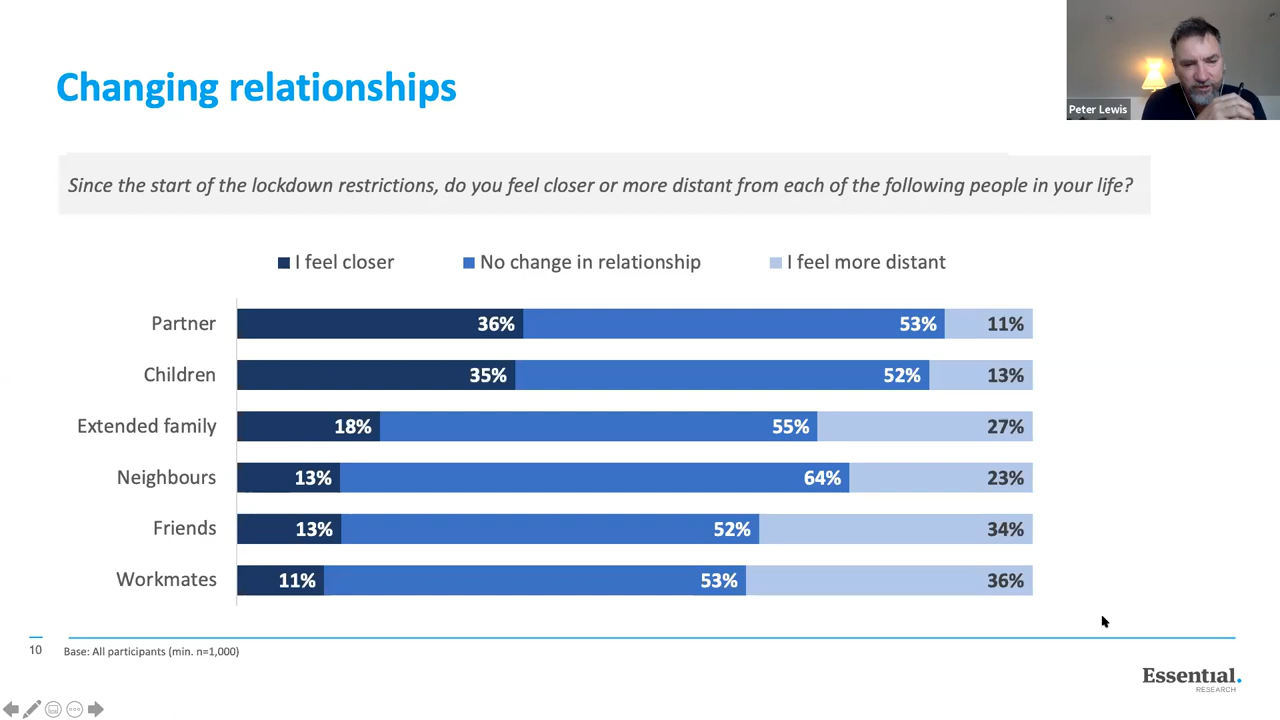 Changing relationships
Peter Lewis
Since the start of the lockdown restrictions, do you feel closer or more distant from each of the following people in your life?
I feel closer No change in relationship I feel more distant
Partner 36% 53% 11%
Children 35% 52% 13%
Extended family 18% 55% 27%
Neighbours 13% 64% 23%
Friends 13% 52% 34%
Workmates 11% 53% 36%
10 Base: All participants (min. n=1,000)
Essential.
RESEARCH